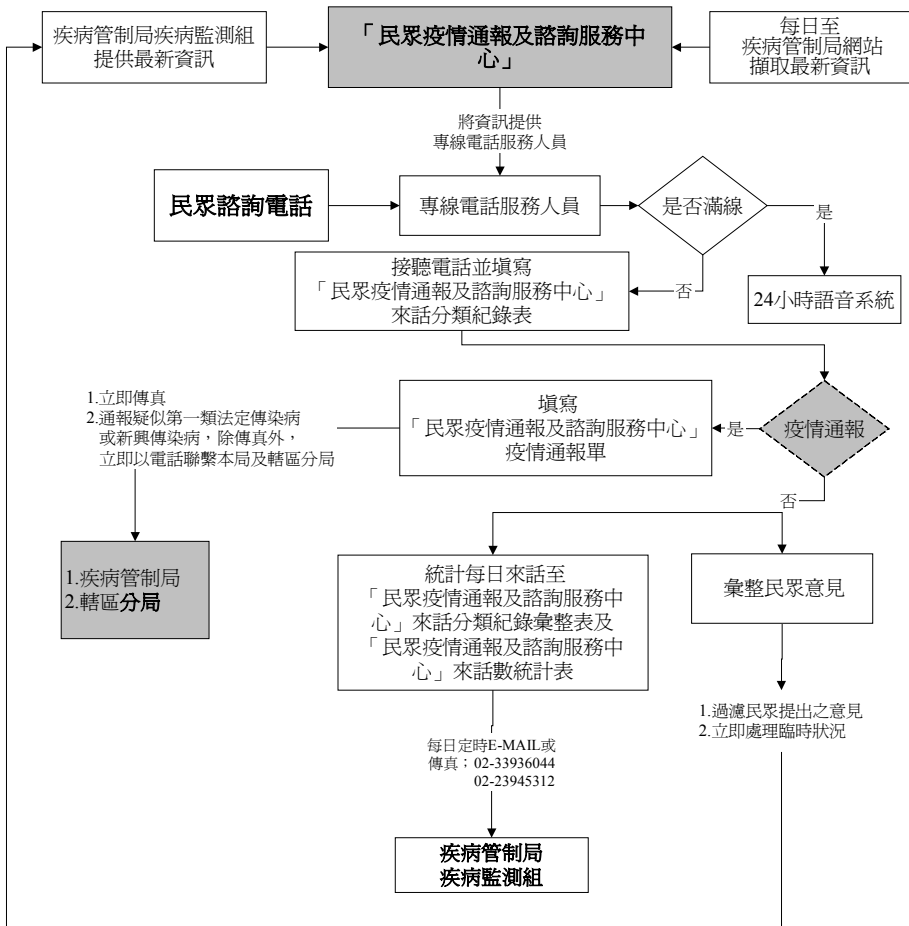 疾病管制局疾病監測組
提供最新資訊
「民眾疫情通報及諮詢服務中
心」
每日至
疾病管制局網站
擷取最新資訊
將資訊提供
專線電話服務人員
民眾諮詢電話
專線電話服務人員
是否滿線
是
接聽電話並填寫
「民眾疫情通報及諮詢服務中心」
來話分類紀錄表
否
24小時語音系統
1.立即傳真
2.通報疑似第一類法定傳染病
或新興傳染病，除傳真外，
立即以電話聯繫本局及轄區分局
填寫
「民眾疫情通報及諮詢服務中心」
疫情通報單
是
疫情通報
否
1.疾病管制局
2.轄區分局
統計每日來話至
「民眾疫情通報及諮詢服務中
心」來話分類紀錄彙整表及
「民眾疫情通報及諮詢服務中
心」來話數統計表
彙整民眾意見
1.過濾民眾提出之意見
2.立即處理臨時狀況
每日定時E-MAIL或
傳真；02-33936044
02-23945312
疾病管制局
疾病監測組